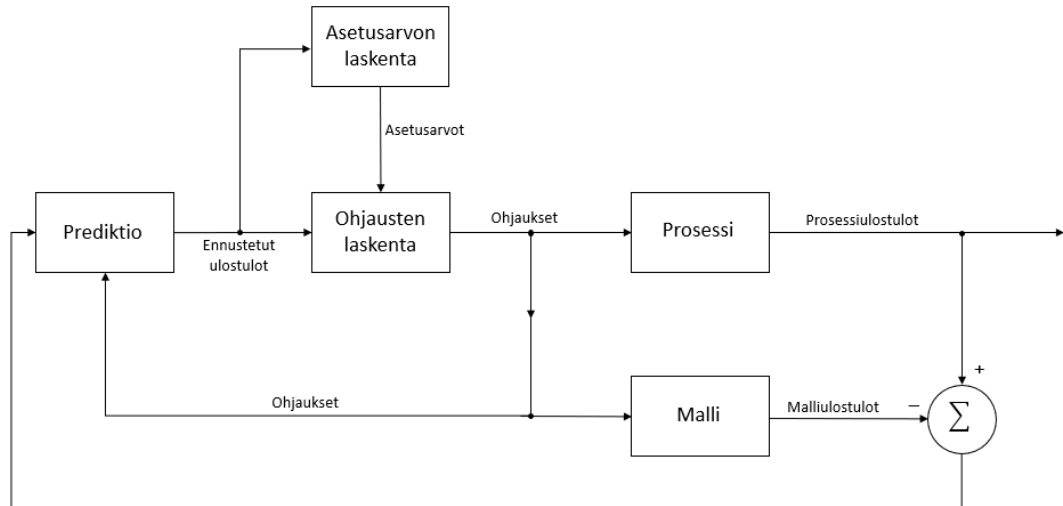 Asetusarvon
laskenta
Asetusarvot
Prediktio
Ennustetut
ulostulot
Ohjausten
laskenta
Ohjaukset
Prosessi
Prosessiulostulot
+
Ohjaukset
Malli
Malliulostulot
−
Σ